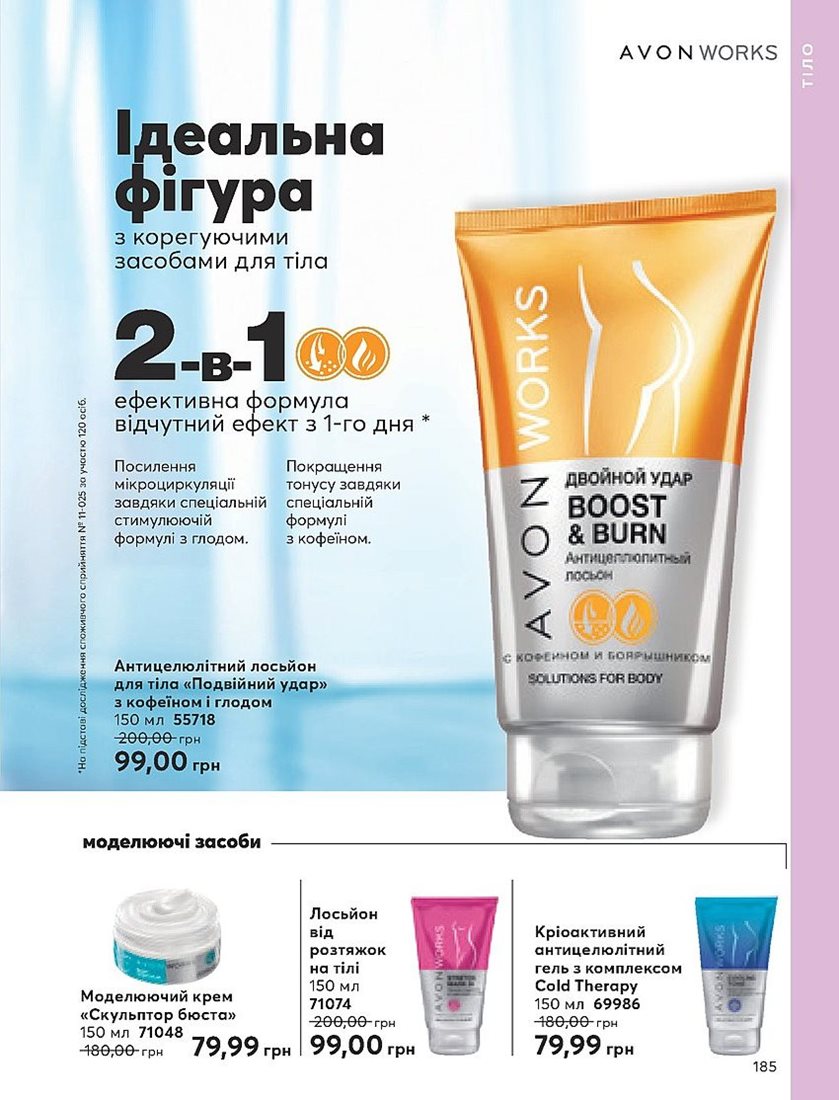 AVON WORKS
ТІЛО
Ідеальна
фігура
з корегуючими
засобами для тіла
2-в-1
ефективна формула
відчутний ефект з 1-го дня *
Посилення
мікроциркуляції
завдяки спеціальній
стимулюючій
формулі з глодом.
Покращення
тонусу завдяки
спеціальній
формулі
з кофеїном.
*На підставі дослідження споживчого сприйняття № 11-025 за участю 120 осіб.
Антицелюлітний лосьйон
для тіла «Подвійний удар»
з кофеїном і глодом
150 мл 55718
200,00 грн
99,00 грн
AVON WORKS
ДВОЙНОЙ УДАР
BOOST
& BURN
Антицеллюлитный
лосьон
С КОФЕИНОМ И БОЯРЫШНИКОМ
SOLUTIONS FOR BODY
моделюючі засоби
Моделюючий крем
«Скульптор бюста»
150 мл 71048
180,00 грн 79,99 грн
Лосьйон
від
розтяжок
на тілі
150 мл
71074
200,00 грн
99,00 грн
AVON WORKS
Кріоактивний
антицелюлітний
гель з комплексом
Cold Therapy
150 мл 69986
180,00 грн
79,99 грн
AVON WORKS
185